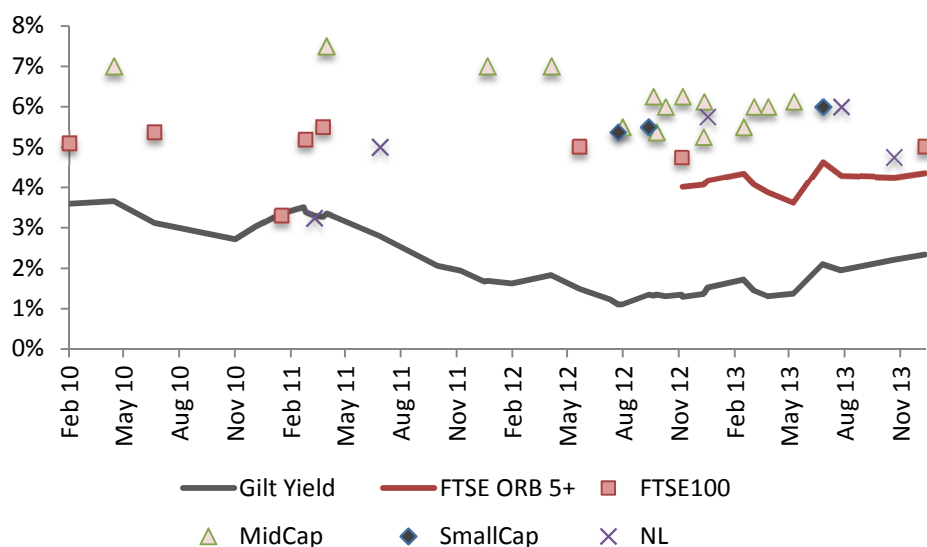 8%
7%
6%
5%
4%
3%
2%
1%
0%
Feb 10
May 10
Aug 10
Nov 10
Feb 11
May 11
Aug 11
Nov 11
Feb 12
May 12
Aug 12
Nov 12
Feb 13
May 13
Aug 13
Nov 13
Gilt Yield FTSE ORB 5+ FTSE100
MidCap SmallCap NL